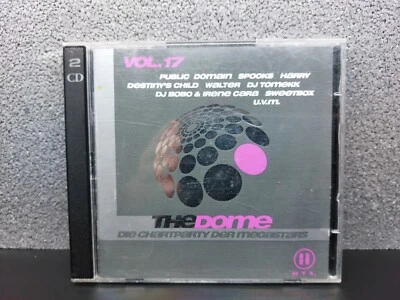 2
CD
VOL. 17
PUBLIC DOMAIN SPOOKS HARRY
DESTINY'S CHILD WALTER DJ TOMEKK
DJ BOBO & IRENE CARA SWEETBOX
U.V.M.
THE DOME
DIE CHARTPARTY DER MEGASTARS
II
RTL